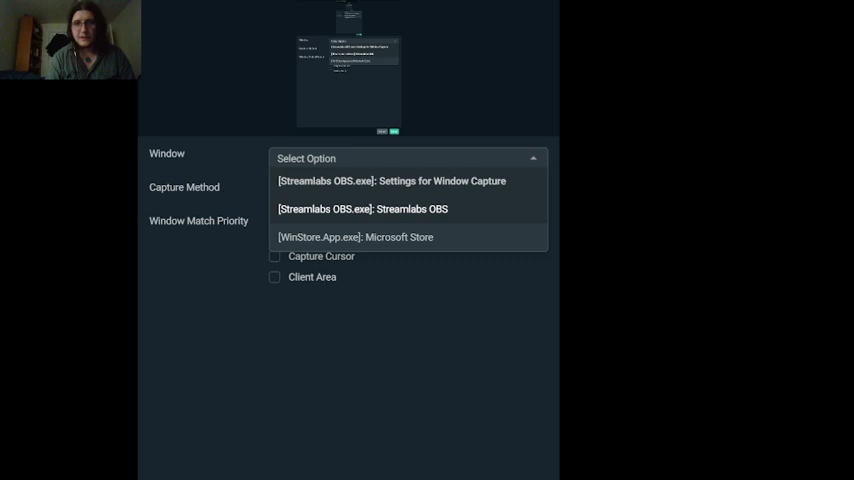 Window
Select Option
[Streamlabs OBS.exe]: Settings for Window Capture
Capture Method
[Streamlabs OBS.exe]: Streamlabs OBS
Window Match Priority
[WinStore.App.exe]: Microsoft Store
Capture Cursor
Client Area